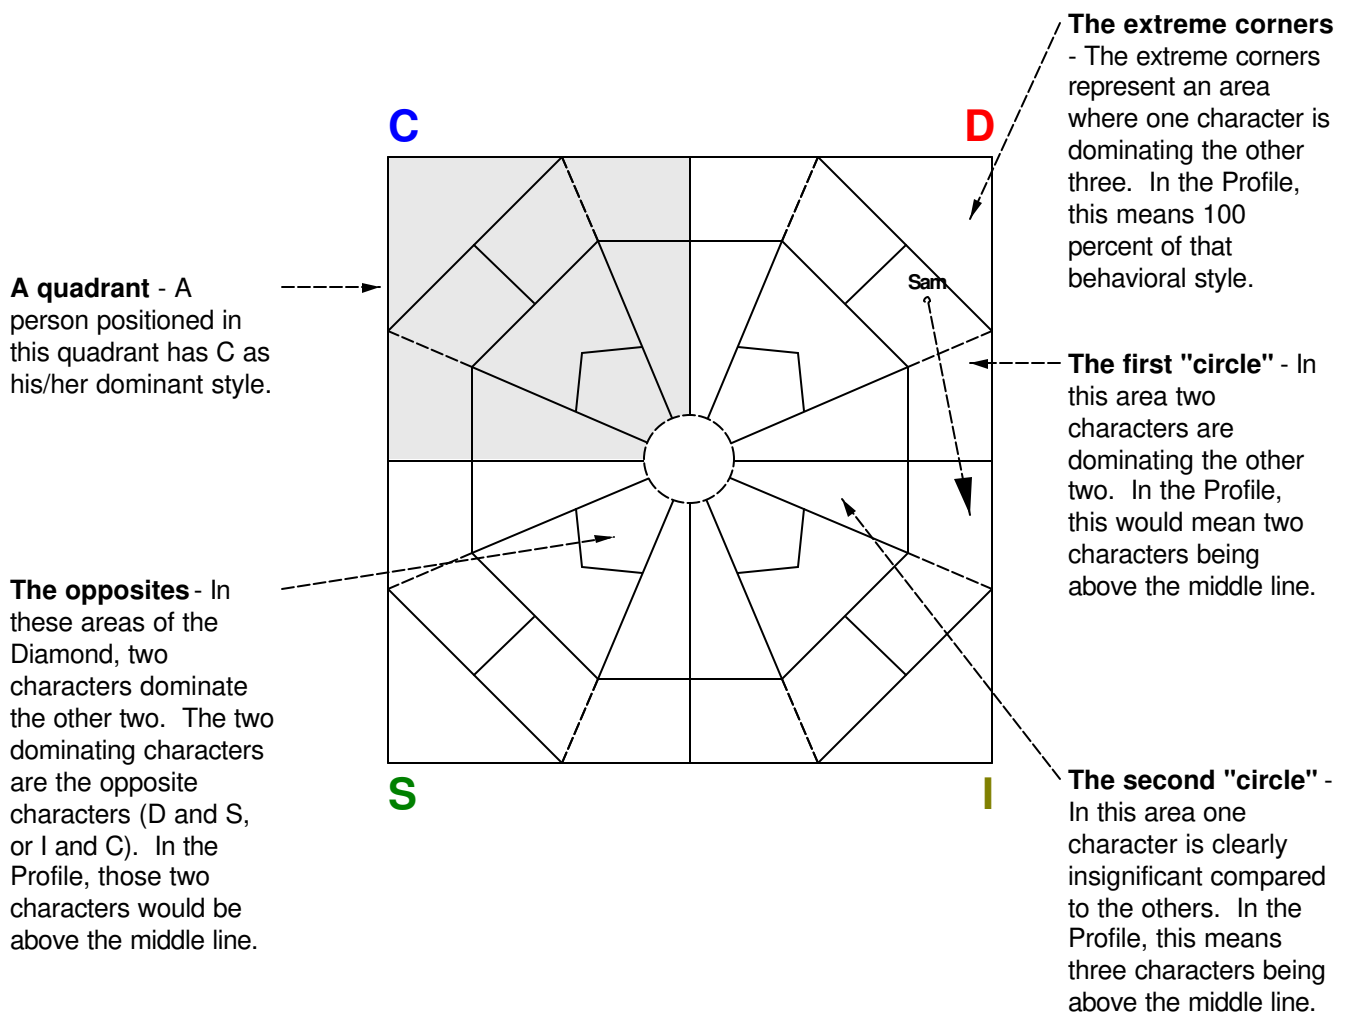 The extreme corners
- The extreme corners
represent an area
where one character is
dominating the other
three. In the Profile,
this means 100
percent of that
behavioral style.
C
D
A quadrant - A
person positioned in
this quadrant has C as
his/her dominant style.
Sam
The first "circle" - In
this area two
characters are
dominating the other
two. In the Profile,
this would mean two
characters being
above the middle line.
The opposites - In
these areas of the
Diamond, two
characters dominate
the other two. The two
dominating characters
are the opposite
characters (D and S,
or I and C). In the
Profile, those two
characters would be
above the middle line.
S
I
The second "circle" -
In this area one
character is clearly
insignificant compared
to the others. In the
Profile, this means
three characters being
above the middle line.